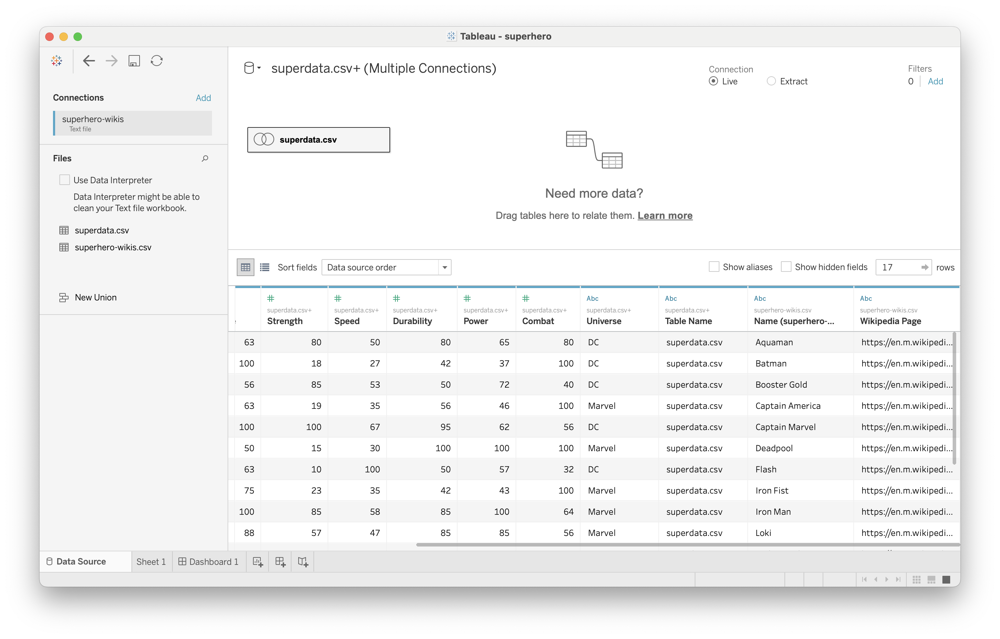 Tableau - superhero
superdata.csv+ (Multiple Connections)
Connection
Live
Extract
Filters
0
Add
Connections
Add
superhero-wikis
Text file
Files
Use Data Interpreter
Data Interpreter might be able to
clean your Text file workbook.
superdata.csv
superhero-wikis.csv
New Union
superdata.csv
Need more data?
Drag tables here to relate them. Learn more
Sort fields
Data source order
Show aliases
Show hidden fields
17
rows
# # # # # Abc Abc Abc Abc
superdata.csv+ superdata.csv+ superdata.csv+ superdata.csv+ superdata.csv+ superdata.csv+ superdata.csv+ superhero-wikis.csv superhero-wikis.csv
Strength Speed Durability Power Combat Universe Table Name Name (superhero-... Wikipedia Page
63 80 50 80 65 80 DC superdata.csv Aquaman https://en.m.wikipedi...
100 18 27 42 37 100 DC superdata.csv Batman https://en.m.wikipedi...
56 85 53 50 72 40 DC superdata.csv Booster Gold https://en.m.wikipedi...
63 19 35 56 46 100 Marvel superdata.csv Captain America https://en.m.wikipedi...
100 100 67 95 62 56 DC superdata.csv Captain Marvel https://en.m.wikipedi...
50 15 30 100 100 100 Marvel superdata.csv Deadpool https://en.m.wikipedi...
63 10 100 50 57 32 DC superdata.csv Flash https://en.m.wikipedi...
75 23 35 42 43 100 Marvel superdata.csv Iron Fist https://en.m.wikipedi...
100 85 58 85 100 64 Marvel superdata.csv Iron Man https://en.m.wikipedi...
88 57 47 85 85 56 Marvel superdata.csv Loki https://en.m.wikipedi...
Data Source
Sheet 1
Dashboard 1